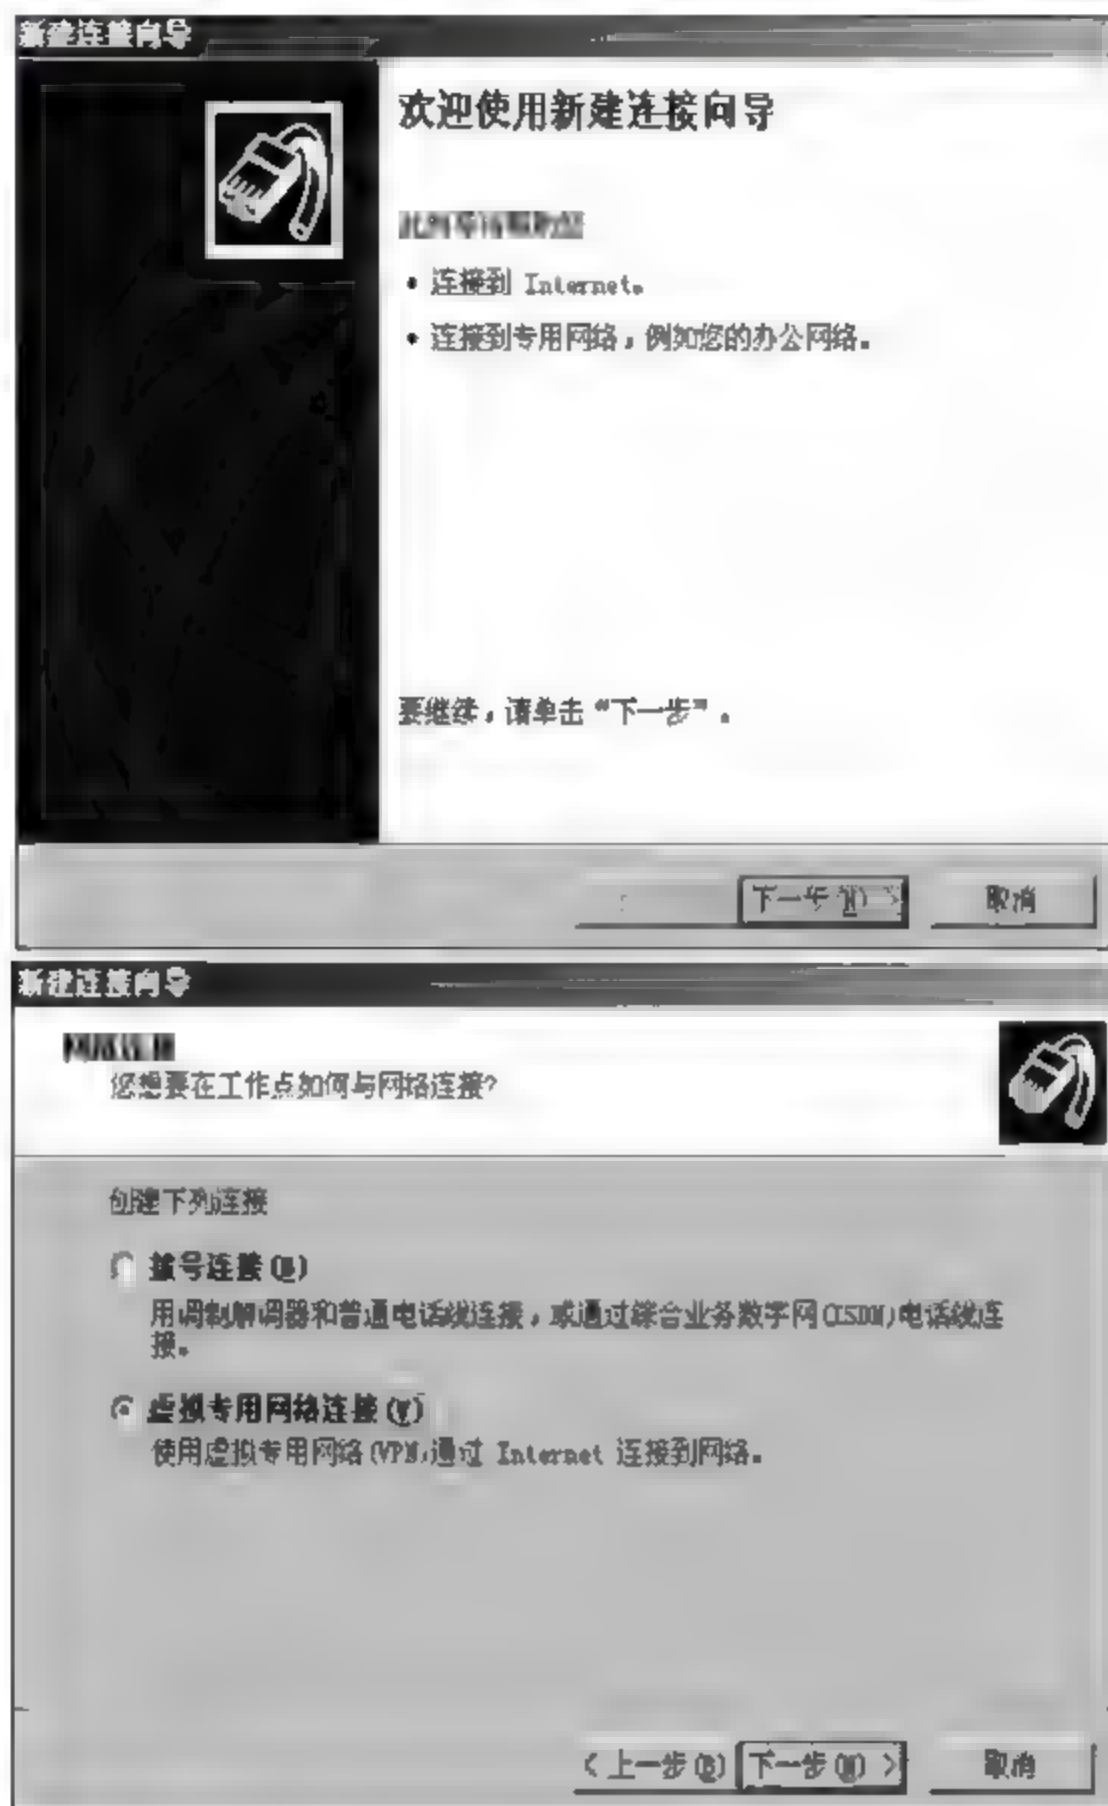 新建连接向导
欢迎使用新建连接向导
• 连接到 Internet。
• 连接到专用网络，例如您的办公网络。
要继续，请单击“下一步”。
下一步(N) >
取消
新建连接向导
您想要在工作点如何与网络连接?
创建下列连接
拨号连接(D)
用调制解调器和普通电话线连接，或通过综合业务数字网(ISDN)电话线连
接。
虚拟专用网络连接(V)
使用虚拟专用网络(VPN)通过 Internet 连接到网络。
< 上一步(B)
下一步(N) >
取消